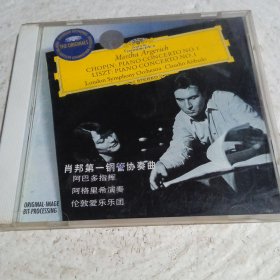 THE ORIGINALS
Martha Argerich
CHOPIN: PIANO CONCERTO NO. 1
LISZT: PIANO CONCERTO NO. 1
London Symphony Orchestra · Claudio Abbado
肖邦第一钢管协奏曲
阿巴多指挥
阿格里希演奏
伦敦爱乐乐团
ORIGINAL-IMAGE
BIT-PROCESSING